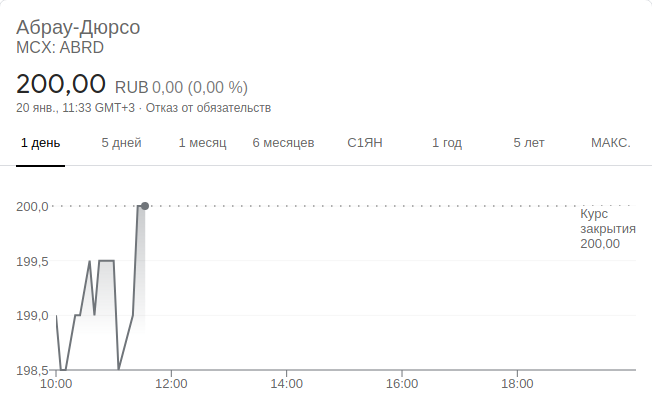 Абрау-Дюрсо
MCX: ABRD
200,00 RUB 0,00 (0,00 %)
20 янв., 11:33 GMT+3 · Отказ от обязательств
1 день 5 дней 1 месяц 6 месяцев С1ЯН 1 год 5 лет МАКС.
200,0
Курс
закрытия
200,00
199,5
199,0
198,5
10:00 12:00 14:00 16:00 18:00